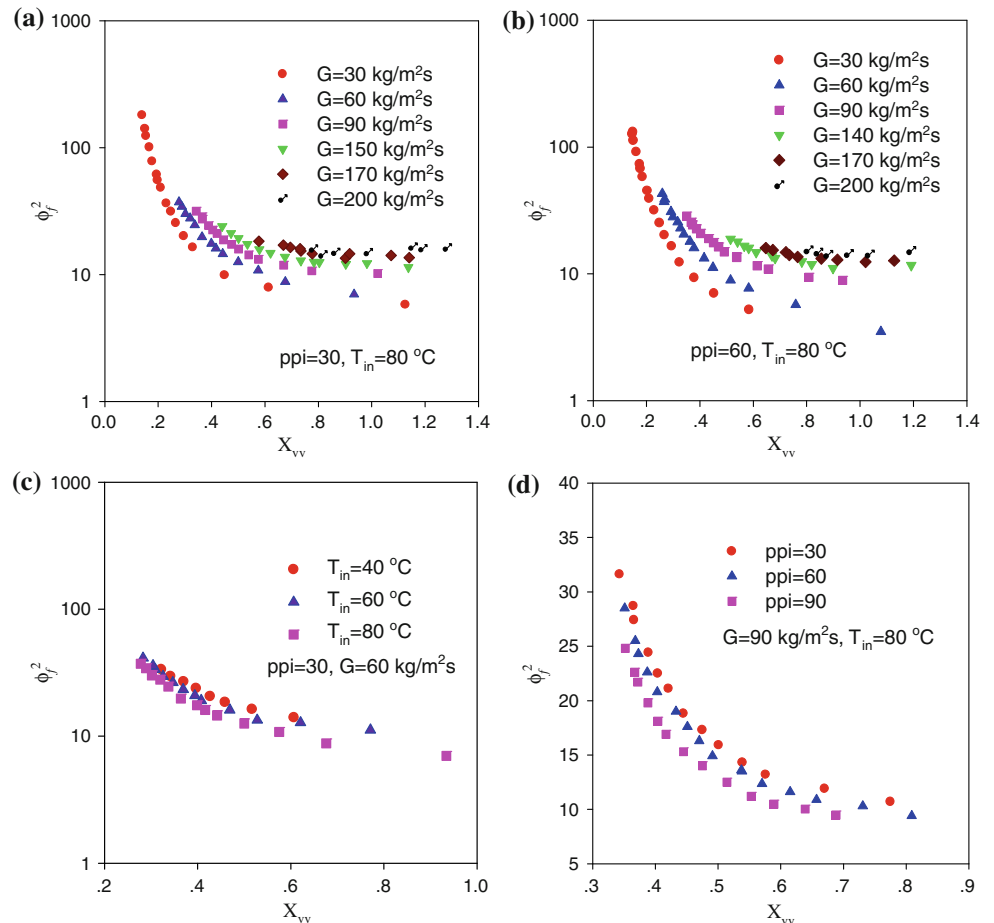 (a)
1000
100
10
1
ϕf²
G=30 kg/m²s
G=60 kg/m²s
G=90 kg/m²s
G=150 kg/m²s
G=170 kg/m²s
G=200 kg/m²s
ppi=30, Tin=80 °C
0.0 .2 .4 .6 .8 1.0 1.2 1.4
Xvv
(b)
1000
100
10
1
ϕf²
G=30 kg/m²s
G=60 kg/m²s
G=90 kg/m²s
G=140 kg/m²s
G=170 kg/m²s
G=200 kg/m²s
ppi=60, Tin=80 °C
0.0 .2 .4 .6 .8 1.0 1.2 1.4
Xvv
(c)
1000
100
10
1
ϕf²
Tin=40 °C
Tin=60 °C
Tin=80 °C
ppi=30, G=60 kg/m²s
.2 .4 .6 .8 1.0
Xvv
(d)
40
35
30
25
20
15
10
5
ϕf²
ppi=30
ppi=60
ppi=90
G=90 kg/m²s, Tin=80 °C
.3 .4 .5 .6 .7 .8 .9
Xvv